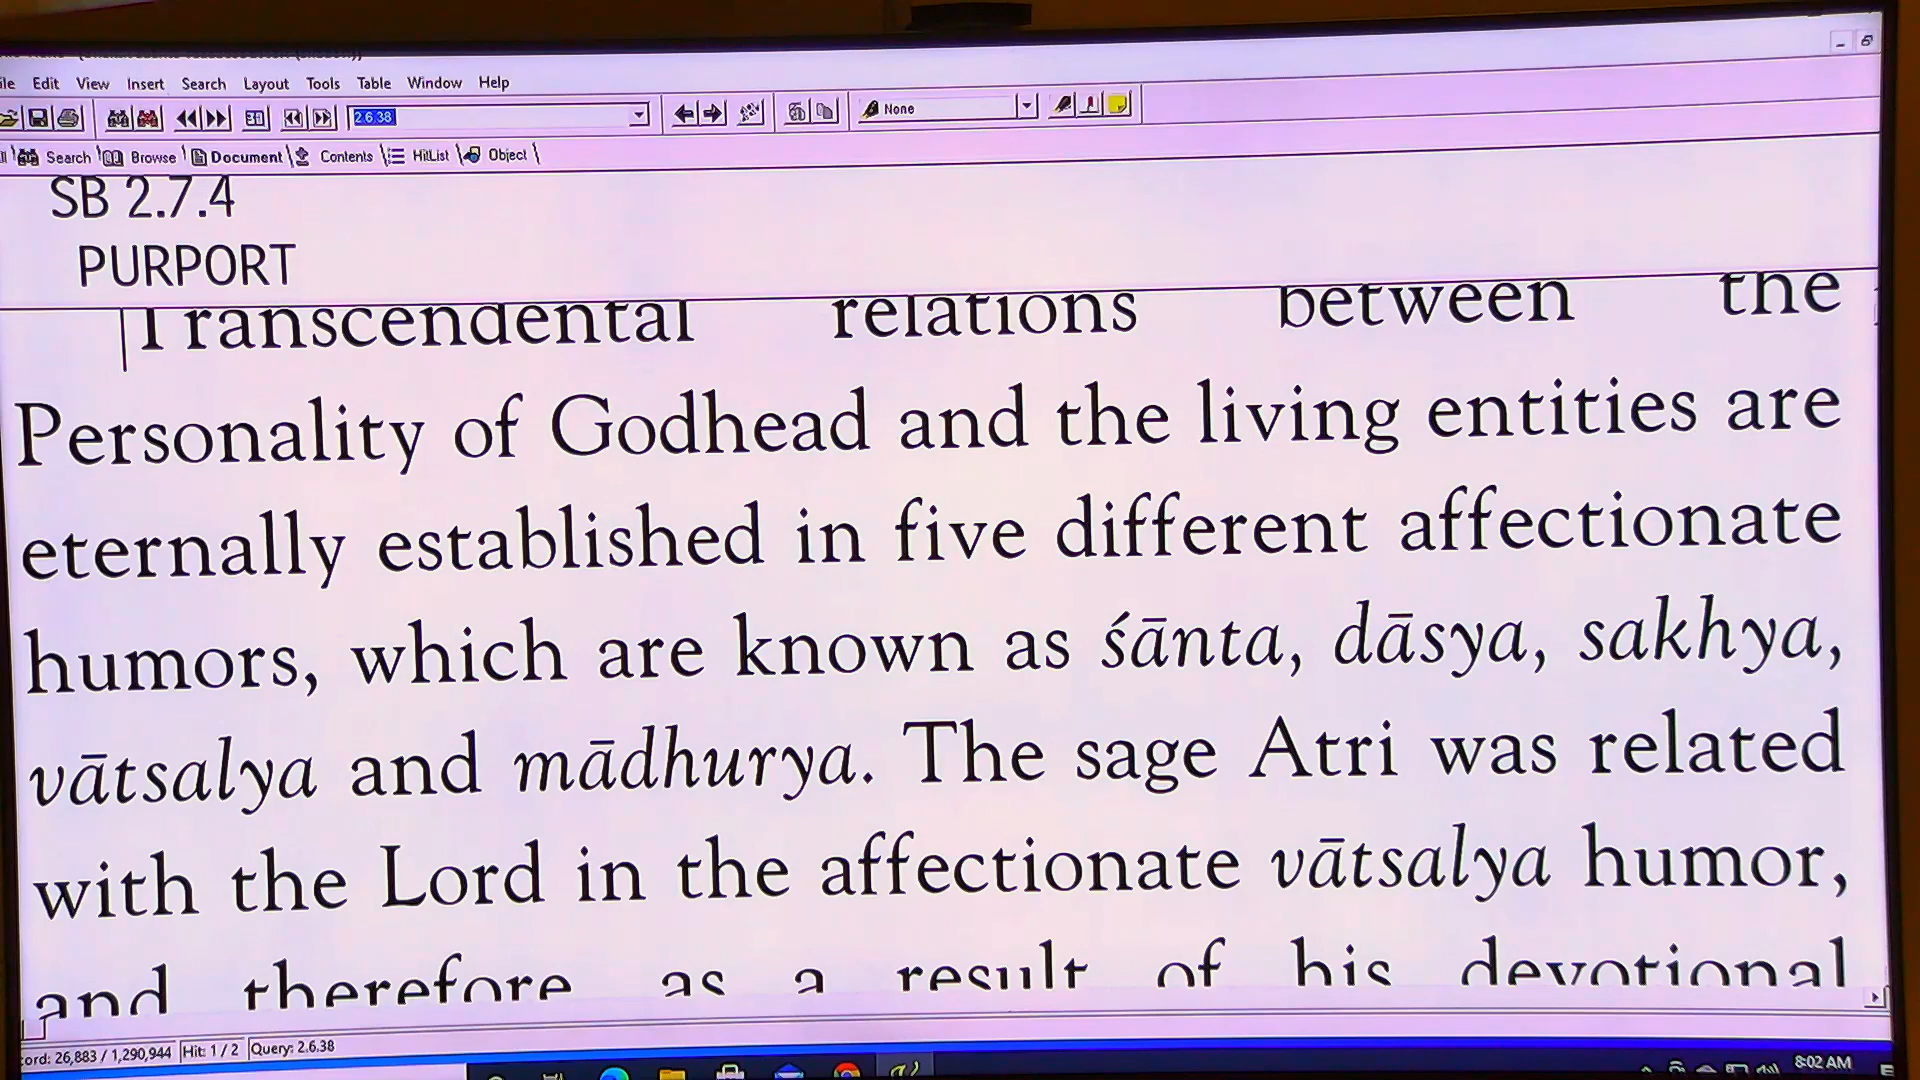 Edit View Insert Search Layout Tools Table Window Help
2.6.38 None
Search Browse Document Contents HitList Object
SB 2.7.4
PURPORT
Transcendental relations between the
Personality of Godhead and the living entities are
eternally established in five different affectionate
humors, which are known as śānta, dāsya, sakhya,
vātsalya and mādhurya. The sage Atri was related
with the Lord in the affectionate vātsalya humor,
and therefore as a result of his devotional
ord: 26,883 / 1,290,944 Hit: 1 / 2 Query: 2.6.38
8:02 AM